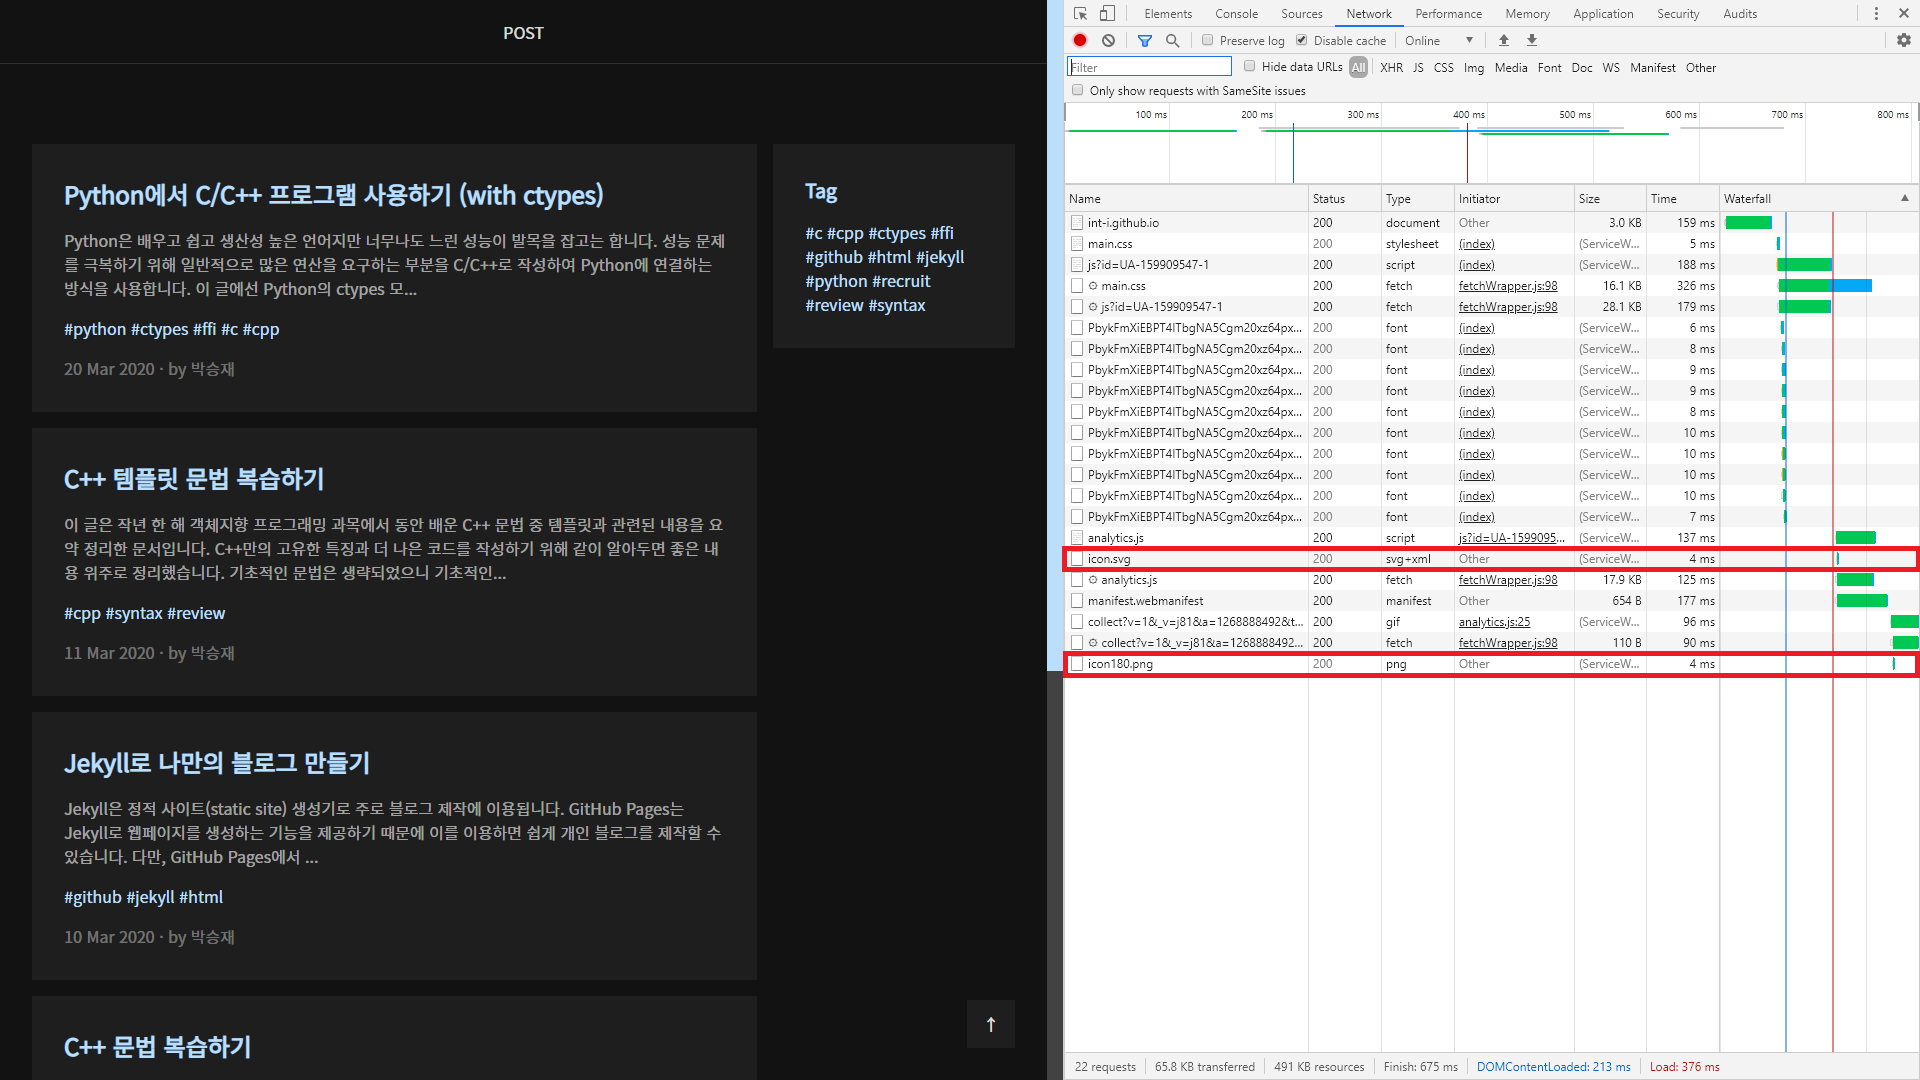 POST
Python에서 C/C++ 프로그램 사용하기 (with ctypes)
Python은 배우고 쉽고 생산성 높은 언어지만 너무나도 느린 성능이 발목을 잡고는 합니다. 성능 문제
를 극복하기 위해 일반적으로 많은 연산을 요구하는 부분을 C/C++로 작성하여 Python에 연결하는
방식을 사용합니다. 이 글에선 Python의 ctypes 모...
#python #ctypes #ffi #c #cpp
20 Mar 2020 · by 박승재
C++ 템플릿 문법 복습하기
이 글은 작년 한 해 객체지향 프로그래밍 과목에서 동안 배운 C++ 문법 중 템플릿과 관련된 내용을 요
약 정리한 문서입니다. C++만의 고유한 특징과 더 나은 코드를 작성하기 위해 같이 알아두면 좋은 내
용 위주로 정리했습니다. 기초적인 문법은 생략되었으니 기초적인...
#cpp #syntax #review
11 Mar 2020 · by 박승재
Jekyll로 나만의 블로그 만들기
Jekyll은 정적 사이트(static site) 생성기로 주로 블로그 제작에 이용됩니다. GitHub Pages는
Jekyll로 웹페이지를 생성하는 기능을 제공하기 때문에 이를 이용하면 쉽게 개인 블로그를 제작할 수
있습니다. 다만, GitHub Pages에서 ...
#github #jekyll #html
10 Mar 2020 · by 박승재
C++ 문법 복습하기
Tag
#c #cpp #ctypes #ffi
#github #html #jekyll
#python #recruit
#review #syntax
↑
Elements Console Sources Network Performance Memory Application Security Audits
Preserve log Disable cache Online
Filter Hide data URLs All XHR JS CSS Img Media Font Doc WS Manifest Other
Only show requests with SameSite issues
100 ms 200 ms 300 ms 400 ms 500 ms 600 ms 700 ms 800 ms
Name Status Type Initiator Size Time Waterfall
int-i.github.io 200 document Other 3.0 KB 159 ms
main.css 200 stylesheet (index) (ServiceW... 5 ms
js?id=UA-159909547-1 200 script (index) (ServiceW... 188 ms
main.css 200 fetch fetchWrapper.js:98 16.1 KB 326 ms
js?id=UA-159909547-1 200 fetch fetchWrapper.js:98 28.1 KB 179 ms
PbykFmXiEBPT4ITbgNA5Cgm20xz64px... 200 font (index) (ServiceW... 6 ms
PbykFmXiEBPT4ITbgNA5Cgm20xz64px... 200 font (index) (ServiceW... 8 ms
PbykFmXiEBPT4ITbgNA5Cgm20xz64px... 200 font (index) (ServiceW... 9 ms
PbykFmXiEBPT4ITbgNA5Cgm20xz64px... 200 font (index) (ServiceW... 9 ms
PbykFmXiEBPT4ITbgNA5Cgm20xz64px... 200 font (index) (ServiceW... 8 ms
PbykFmXiEBPT4ITbgNA5Cgm20xz64px... 200 font (index) (ServiceW... 10 ms
PbykFmXiEBPT4ITbgNA5Cgm20xz64px... 200 font (index) (ServiceW... 10 ms
PbykFmXiEBPT4ITbgNA5Cgm20xz64px... 200 font (index) (ServiceW... 10 ms
PbykFmXiEBPT4ITbgNA5Cgm20xz64px... 200 font (index) (ServiceW... 10 ms
PbykFmXiEBPT4ITbgNA5Cgm20xz64px... 200 font (index) (ServiceW... 7 ms
analytics.js 200 script js?id=UA-1599095... (ServiceW... 137 ms
icon.svg 200 svg+xml Other (ServiceW... 4 ms
analytics.js 200 fetch fetchWrapper.js:98 17.9 KB 125 ms
manifest.webmanifest 200 manifest Other 654 B 177 ms
collect?v=1&_v=j81&a=1268888492&t... 200 gif analytics.js:25 (ServiceW... 96 ms
collect?v=1&_v=j81&a=1268888492... 200 fetch fetchWrapper.js:98 110 B 90 ms
icon180.png 200 png Other (ServiceW... 4 ms
22 requests 65.8 KB transferred 491 KB resources Finish: 675 ms DOMContentLoaded: 213 ms Load: 376 ms